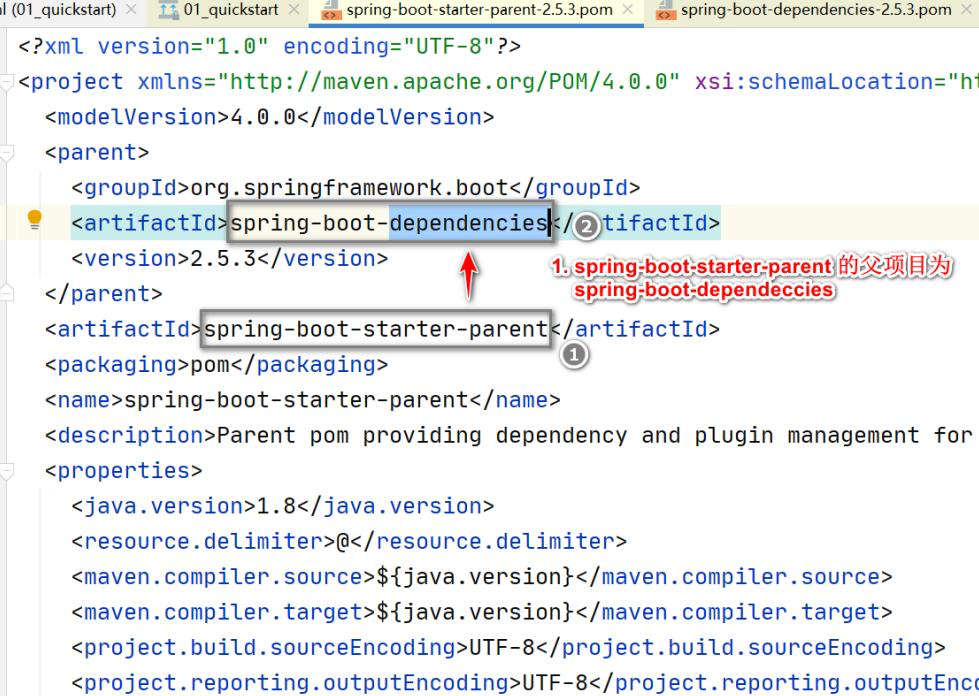 l (01_quickstart) 01_quickstart spring-boot-starter-parent-2.5.3.pom spring-boot-dependencies-2.5.3.pom
<?xml version="1.0" encoding="UTF-8"?>
<project xmlns="http://maven.apache.org/POM/4.0.0" xsi:schemaLocation="ht
<modelVersion>4.0.0</modelVersion>
<parent>
<groupId>org.springframework.boot</groupId>
<artifactId>spring-boot-dependencies</ 2 tifactId>
<version>2.5.3</version>
1. spring-boot-starter-parent 的父项目为
spring-boot-dependeccies
</parent>
<artifactId>spring-boot-starter-parent</artifactId>
1
<packaging>pom</packaging>
<name>spring-boot-starter-parent</name>
<description>Parent pom providing dependency and plugin management for
<properties>
<java.version>1.8</java.version>
<resource.delimiter>@</resource.delimiter>
<maven.compiler.source>${java.version}</maven.compiler.source>
<maven.compiler.target>${java.version}</maven.compiler.target>
<project.build.sourceEncoding>UTF-8</project.build.sourceEncoding>
<project.reporting.outputEncoding>UTF-8</project.reporting.outputEnc